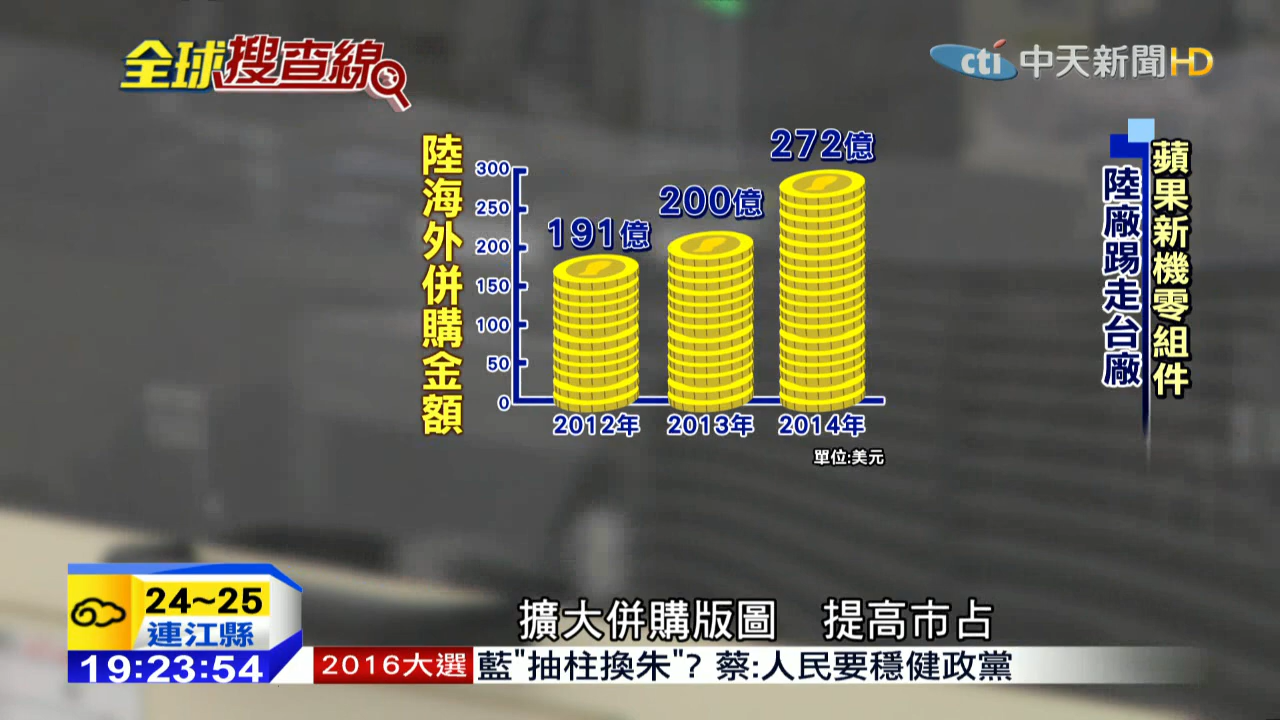 全球搜查線
cti 中天新聞HD
蘋果新機零組件
陸廠踢走台廠
陸海外併購金額
300
250
200
150
100
50
0
191億
200億
272億
2012年
2013年
2014年
單位:美元
擴大併購版圖 提高市占
24~25
連江縣
19:23:54
2016大選
藍"抽柱換朱"? 蔡:人民要穩健政黨